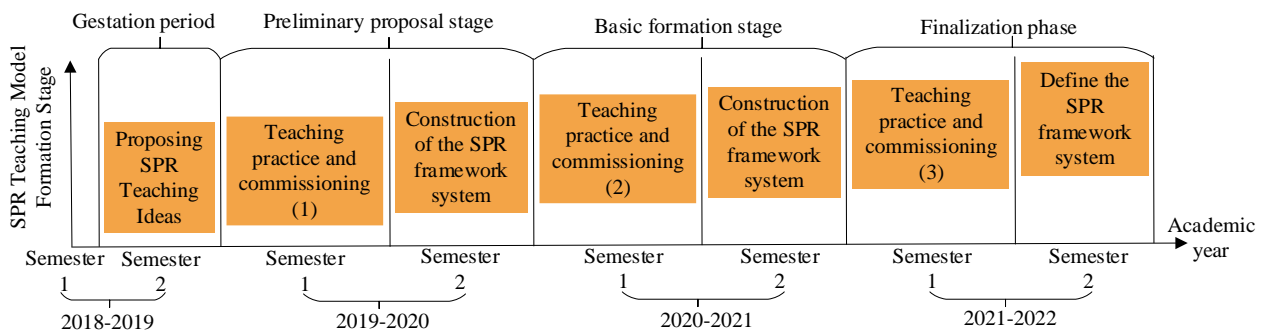 Gestation period
Preliminary proposal stage
Basic formation stage
Finalization phase
SPR Teaching Model
Formation Stage
Proposing
SPR
Teaching
Ideas
Teaching
practice and
commissioning
(1)
Construction
of the SPR
framework
system
Teaching
practice and
commissioning
(2)
Construction
of the SPR
framework
system
Teaching
practice and
commissioning
(3)
Define the
SPR
framework
system
Academic
year
Semester
1
Semester
2
Semester
1
Semester
2
Semester
1
Semester
2
Semester
1
Semester
2
2018-2019
2019-2020
2020-2021
2021-2022